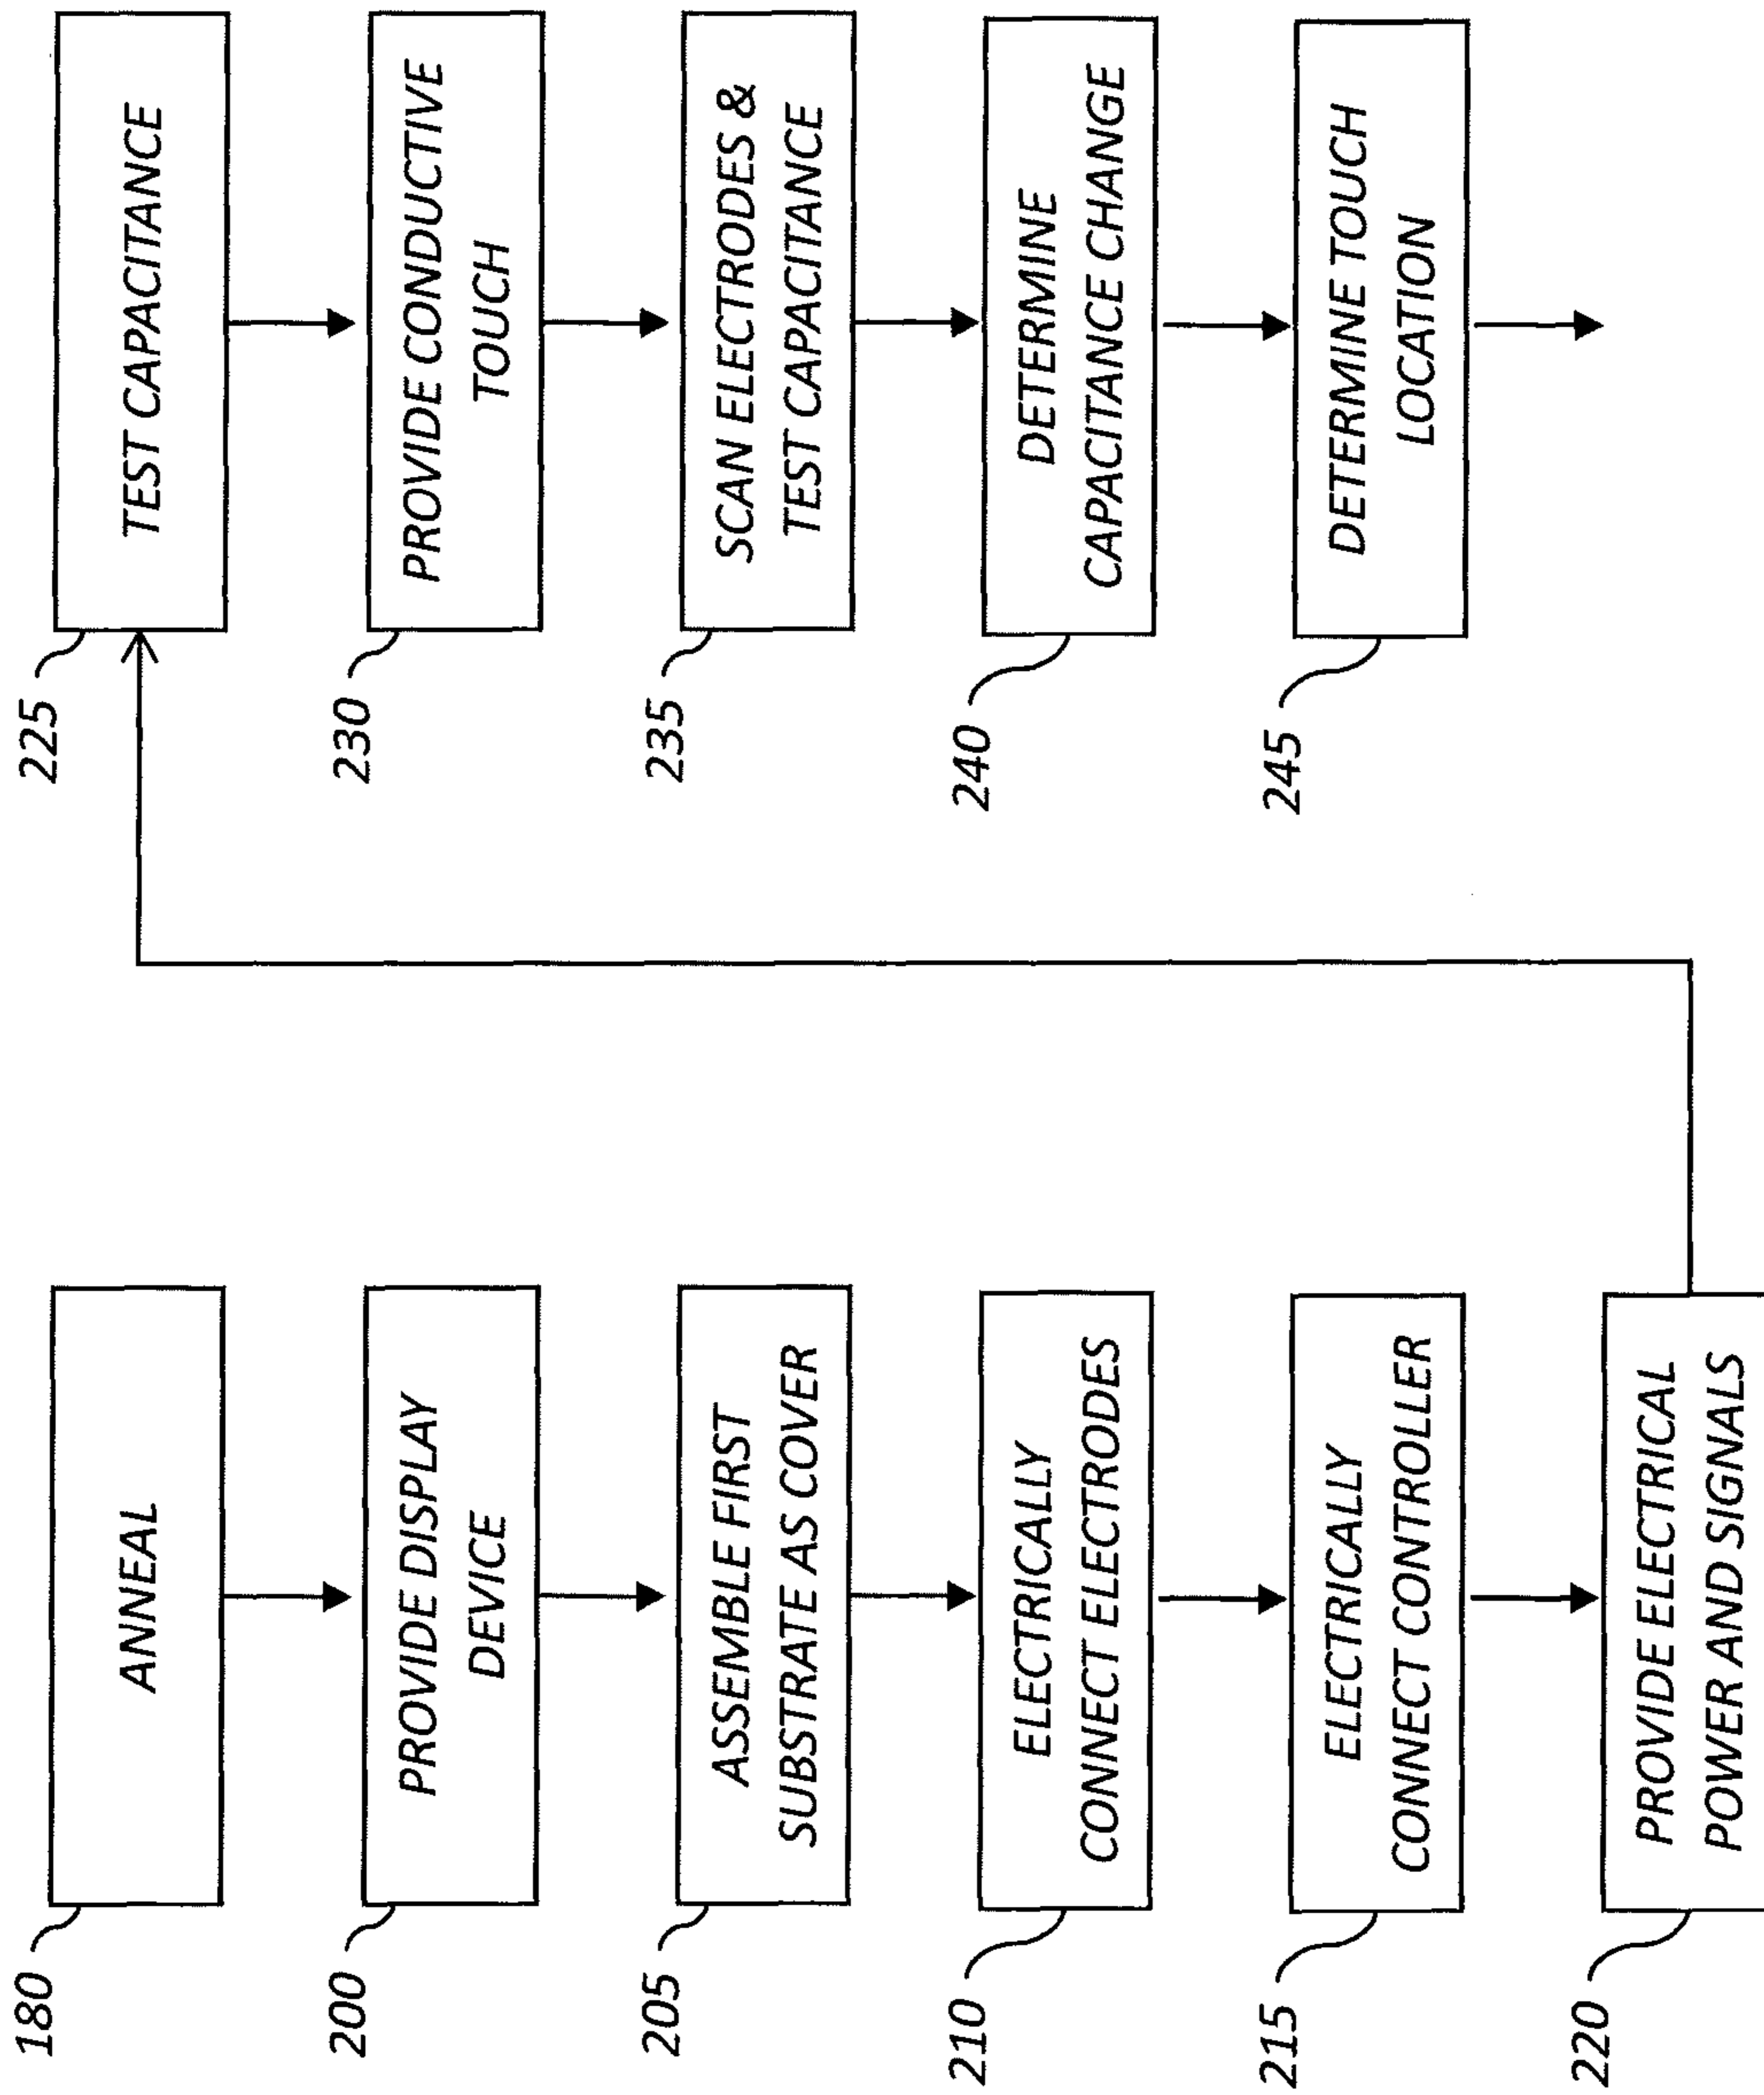 180
ANNEAL
200
PROVIDE DISPLAY
DEVICE
205
ASSEMBLE FIRST
SUBSTRATE AS COVER
210
ELECTRICALLY
CONNECT ELECTRODES
215
ELECTRICALLY
CONNECT CONTROLLER
220
PROVIDE ELECTRICAL
POWER AND SIGNALS
225
TEST CAPACITANCE
230
PROVIDE CONDUCTIVE
TOUCH
235
SCAN ELECTRODES &
TEST CAPACITANCE
240
DETERMINE
CAPACITANCE CHANGE
245
DETERMINE TOUCH
LOCATION